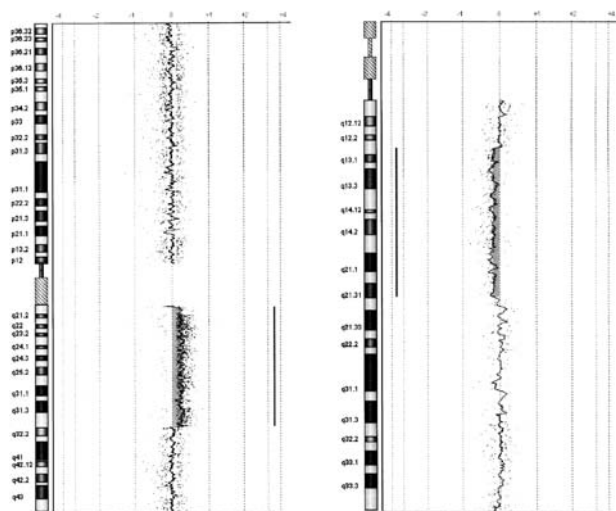 -4 -2 -1 0 +1 +2 +4
p36.23
p36.21
p36.13
p35.3
p35.1
p34.2
p33
p32.2
p31.3
p31.1
p22.2
p21.3
p21.1
p13.2
p12
q21.2
q22
q23.2
q24.1
q24.3
q25.2
q31.1
q31.3
q32.2
q41
q42.12
q42.2
q43
-4 -2 -1 0 +1 +2 +4
q12.12
q12.2
q13.1
q13.3
q14.12
q14.2
q21.1
q21.31
q21.33
q22.2
q31.1
q31.3
q32.2
q33.1
q33.3